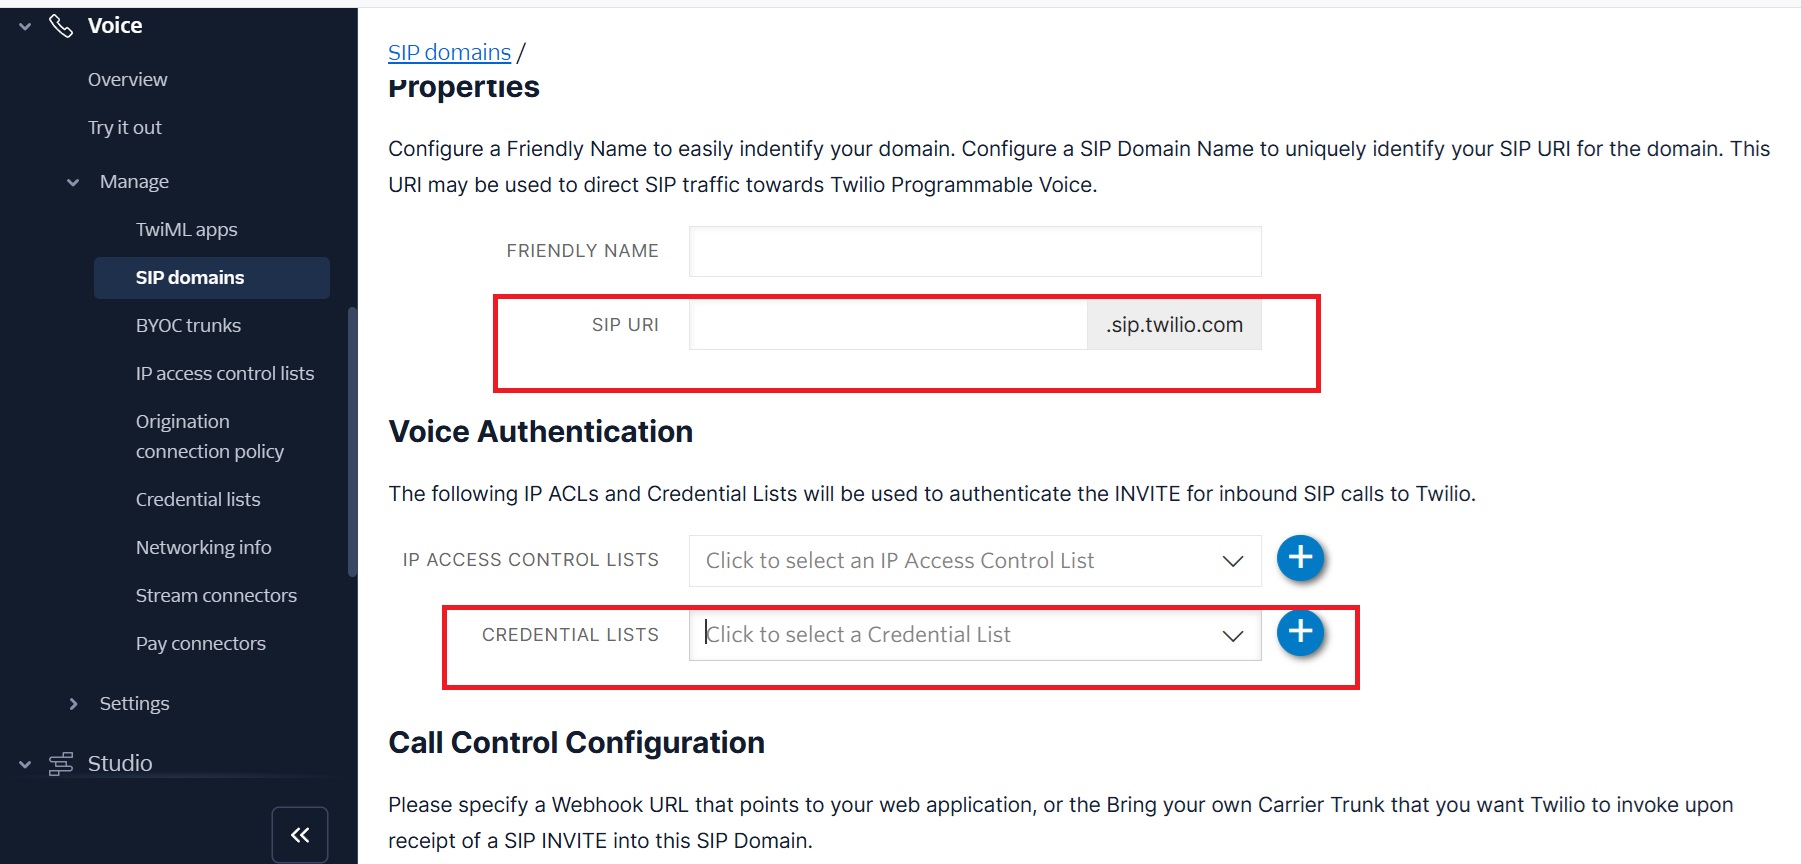 Voice
Overview
Try it out
Manage
TwiML apps
SIP domains
BYOC trunks
IP access control lists
Origination
connection policy
Credential lists
Networking info
Stream connectors
Pay connectors
Settings
Studio
SIP domains /
Properties
Configure a Friendly Name to easily indentify your domain. Configure a SIP Domain Name to uniquely identify your SIP URI for the domain. This
URI may be used to direct SIP traffic towards Twilio Programmable Voice.
FRIENDLY NAME
SIP URI .sip.twilio.com
Voice Authentication
The following IP ACLs and Credential Lists will be used to authenticate the INVITE for inbound SIP calls to Twilio.
IP ACCESS CONTROL LISTS Click to select an IP Access Control List
CREDENTIAL LISTS Click to select a Credential List
Call Control Configuration
Please specify a Webhook URL that points to your web application, or the Bring your own Carrier Trunk that you want Twilio to invoke upon
receipt of a SIP INVITE into this SIP Domain.